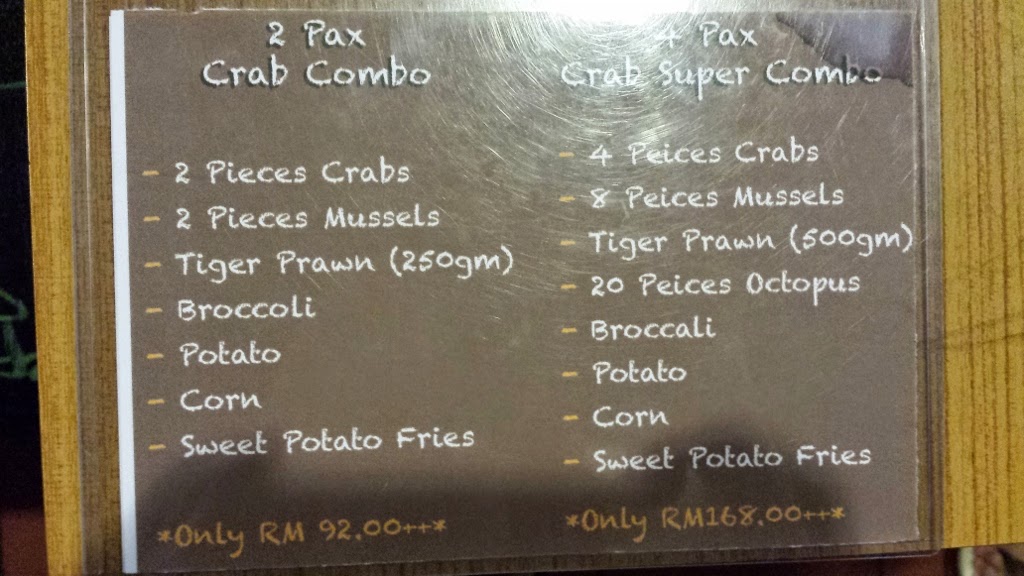 2 Pax
Crab Combo
- 2 Pieces Crabs
- 2 Pieces Mussels
- Tiger Prawn (250gm)
- Broccoli
- Potato
- Corn
- Sweet Potato Fries
*Only RM 92.00++*
4 Pax
Crab Super Combo
- 4 Peices Crabs
- 8 Peices Mussels
- Tiger Prawn (500gm)
- 20 Peices Octopus
- Broccali
- Potato
- Corn
- Sweet Potato Fries
*Only RM168.00++*